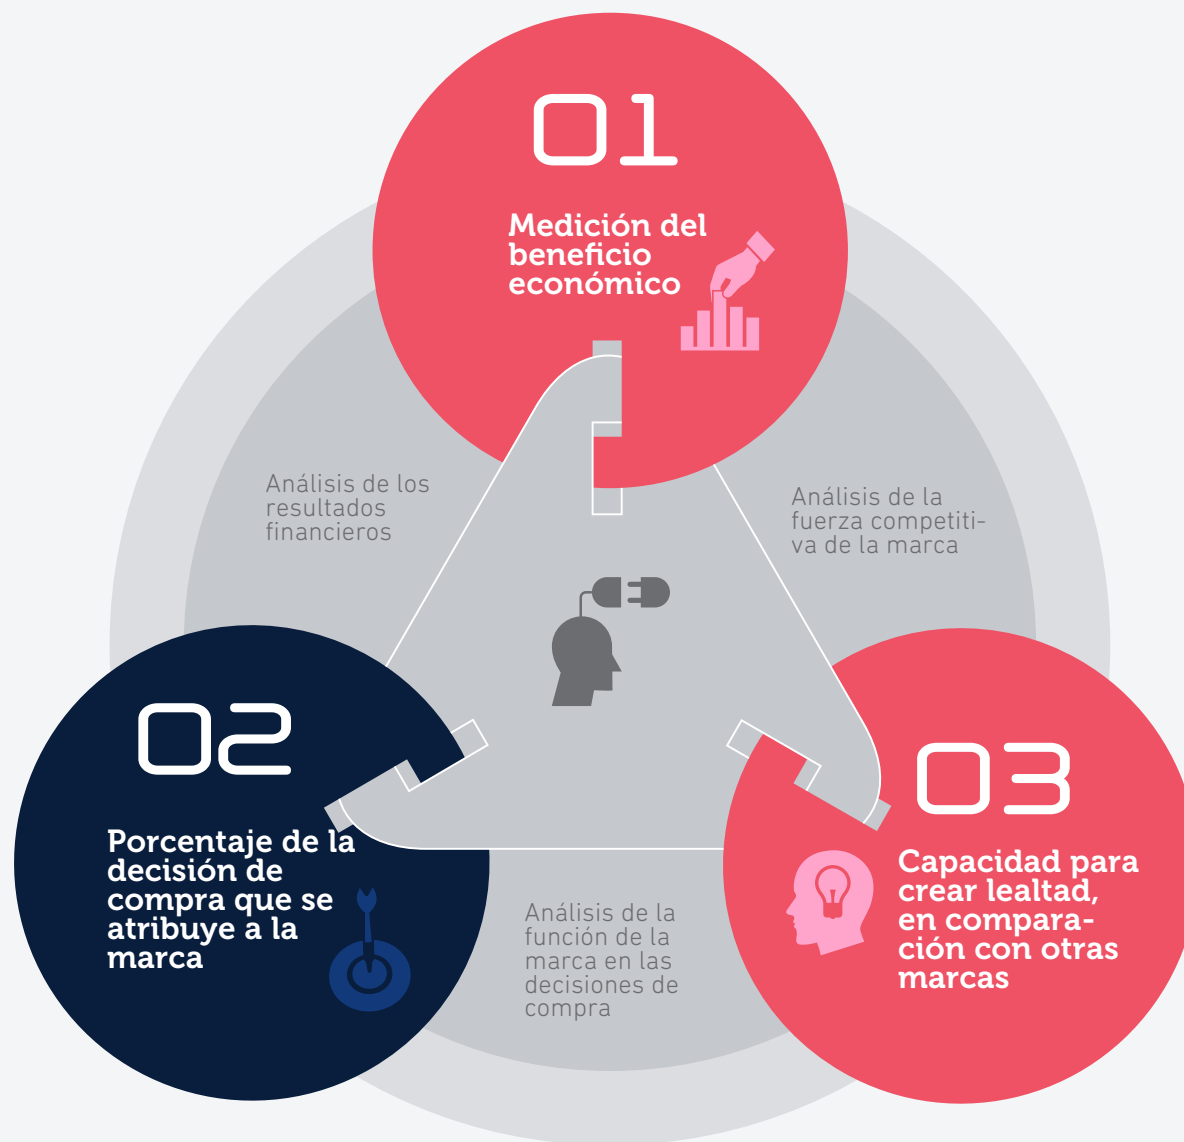 01
Medición del
beneficio
económico
Análisis de los
resultados
financieros
Análisis de la
fuerza competiti-
va de la marca
02
Porcentaje de la
decisión de
compra que se
atribuye a la
marca
03
Capacidad para
crear lealtad,
en compara-
ción con otras
marcas
Análisis de la
función de la
marca en las
decisiones de
compra